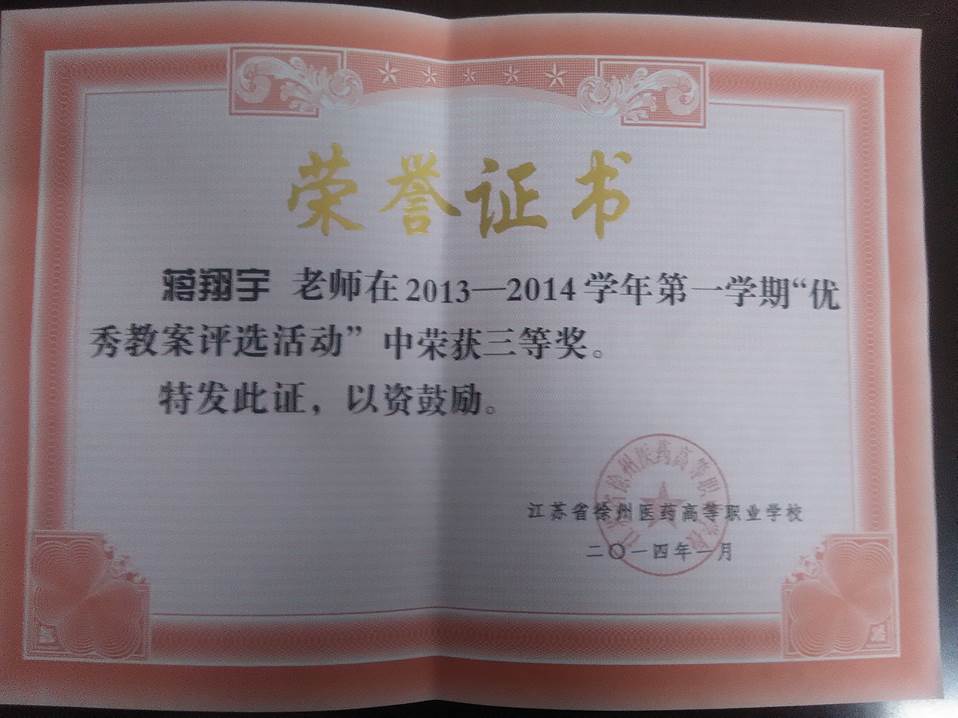 荣誉证书
蒋翔宇 老师在2013—2014学年第一学期“优
秀教案评选活动”中荣获三等奖。
特发此证，以资鼓励。
江苏省徐州医药高等职业学校
二〇一四年一月